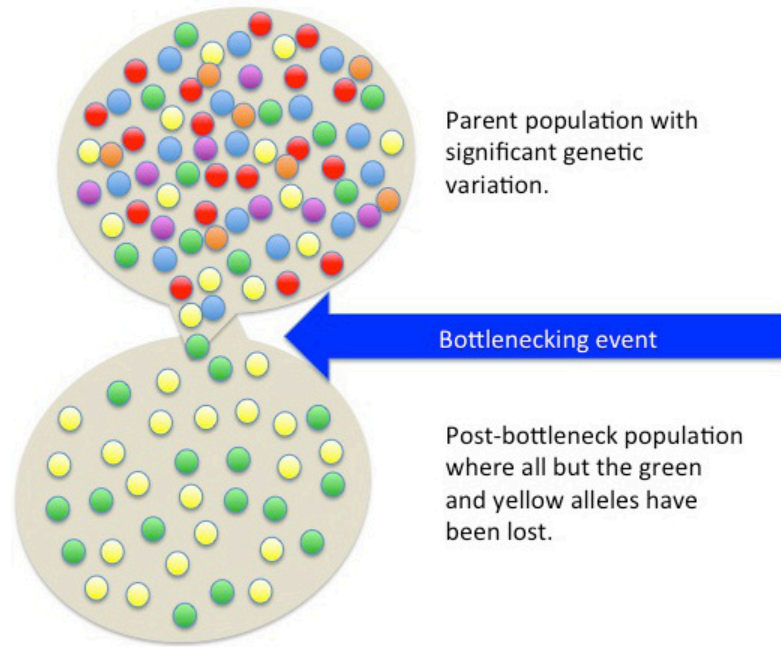 Parent population with
significant genetic
variation.
Bottlenecking event
Post-bottleneck population
where all but the green
and yellow alleles have
been lost.